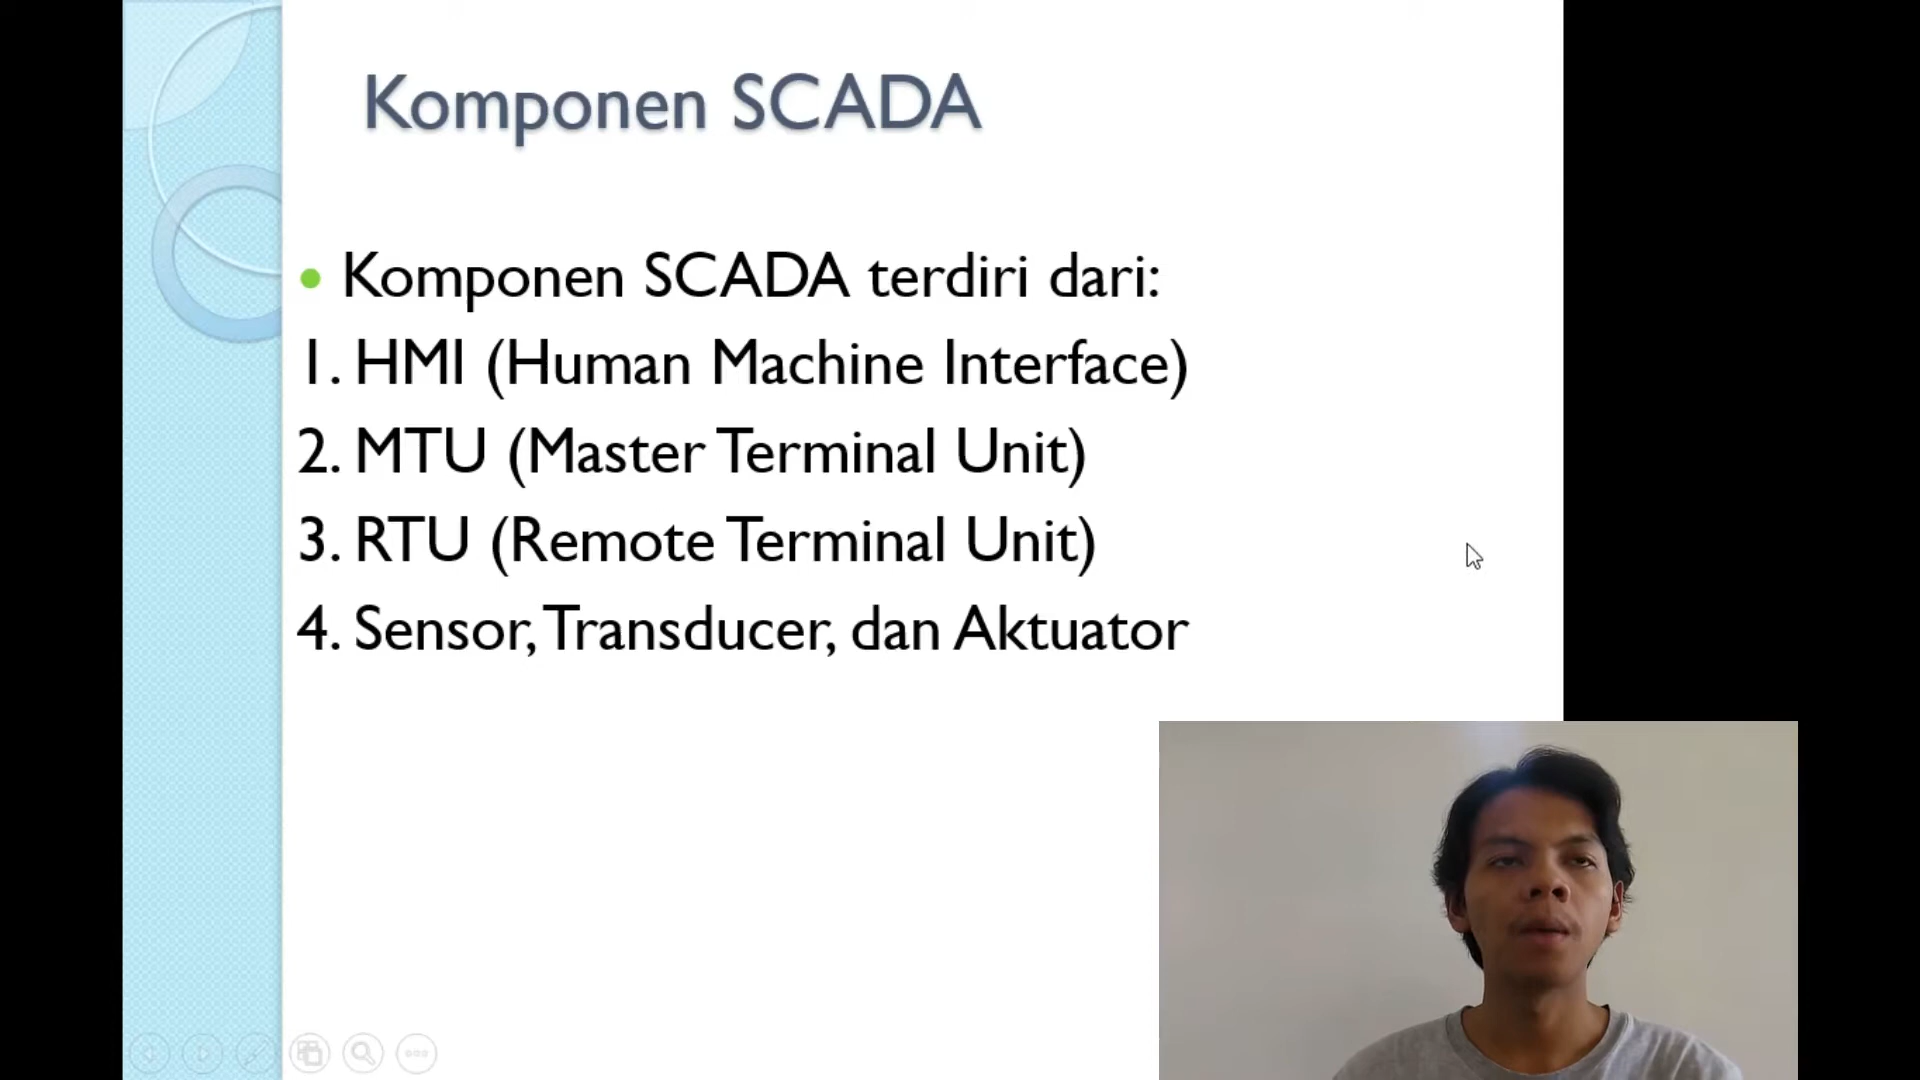 Komponen SCADA
• Komponen SCADA terdiri dari:
1. HMI (Human Machine Interface)
2. MTU (Master Terminal Unit)
3. RTU (Remote Terminal Unit)
4. Sensor, Transducer, dan Aktuator